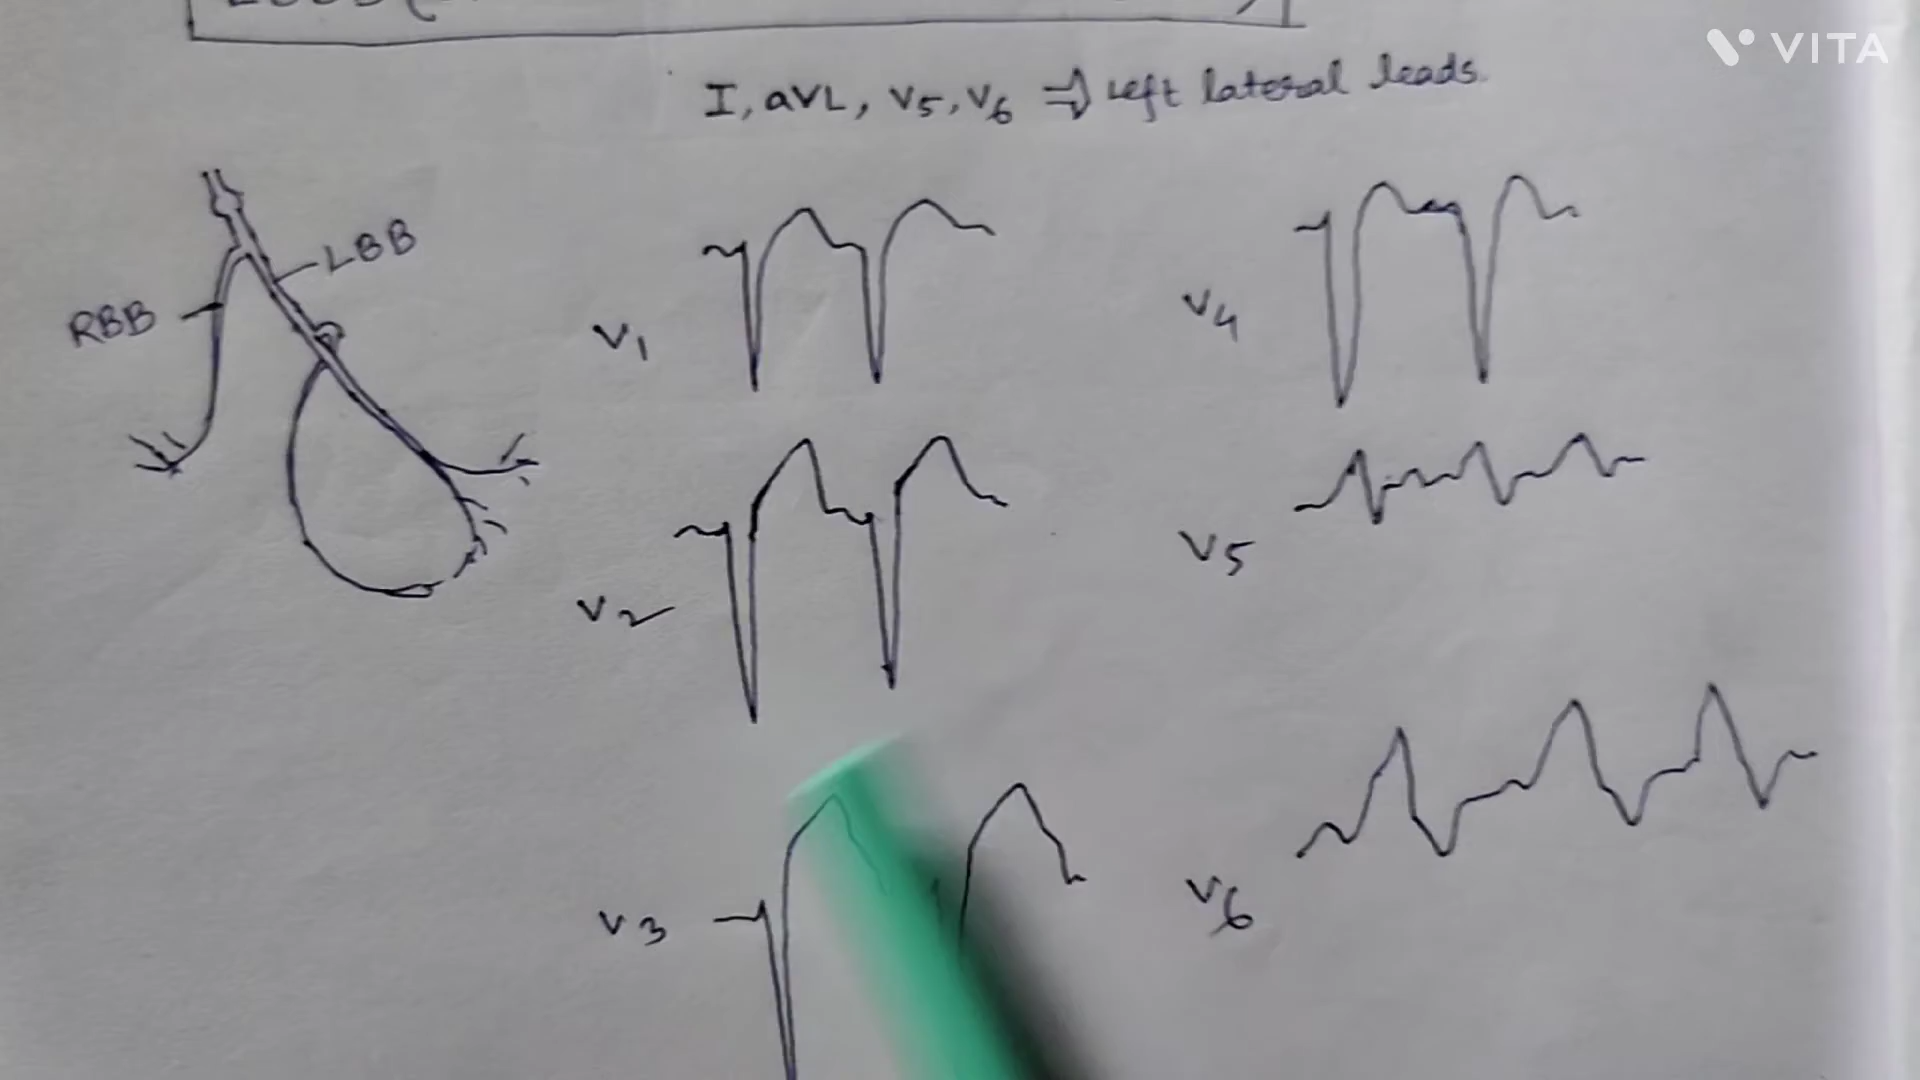 VITA
I, aVL, V5, V6 ⇒ Left lateral leads.
LBB
RBB
V1
V4
V2
V5
V3
V6